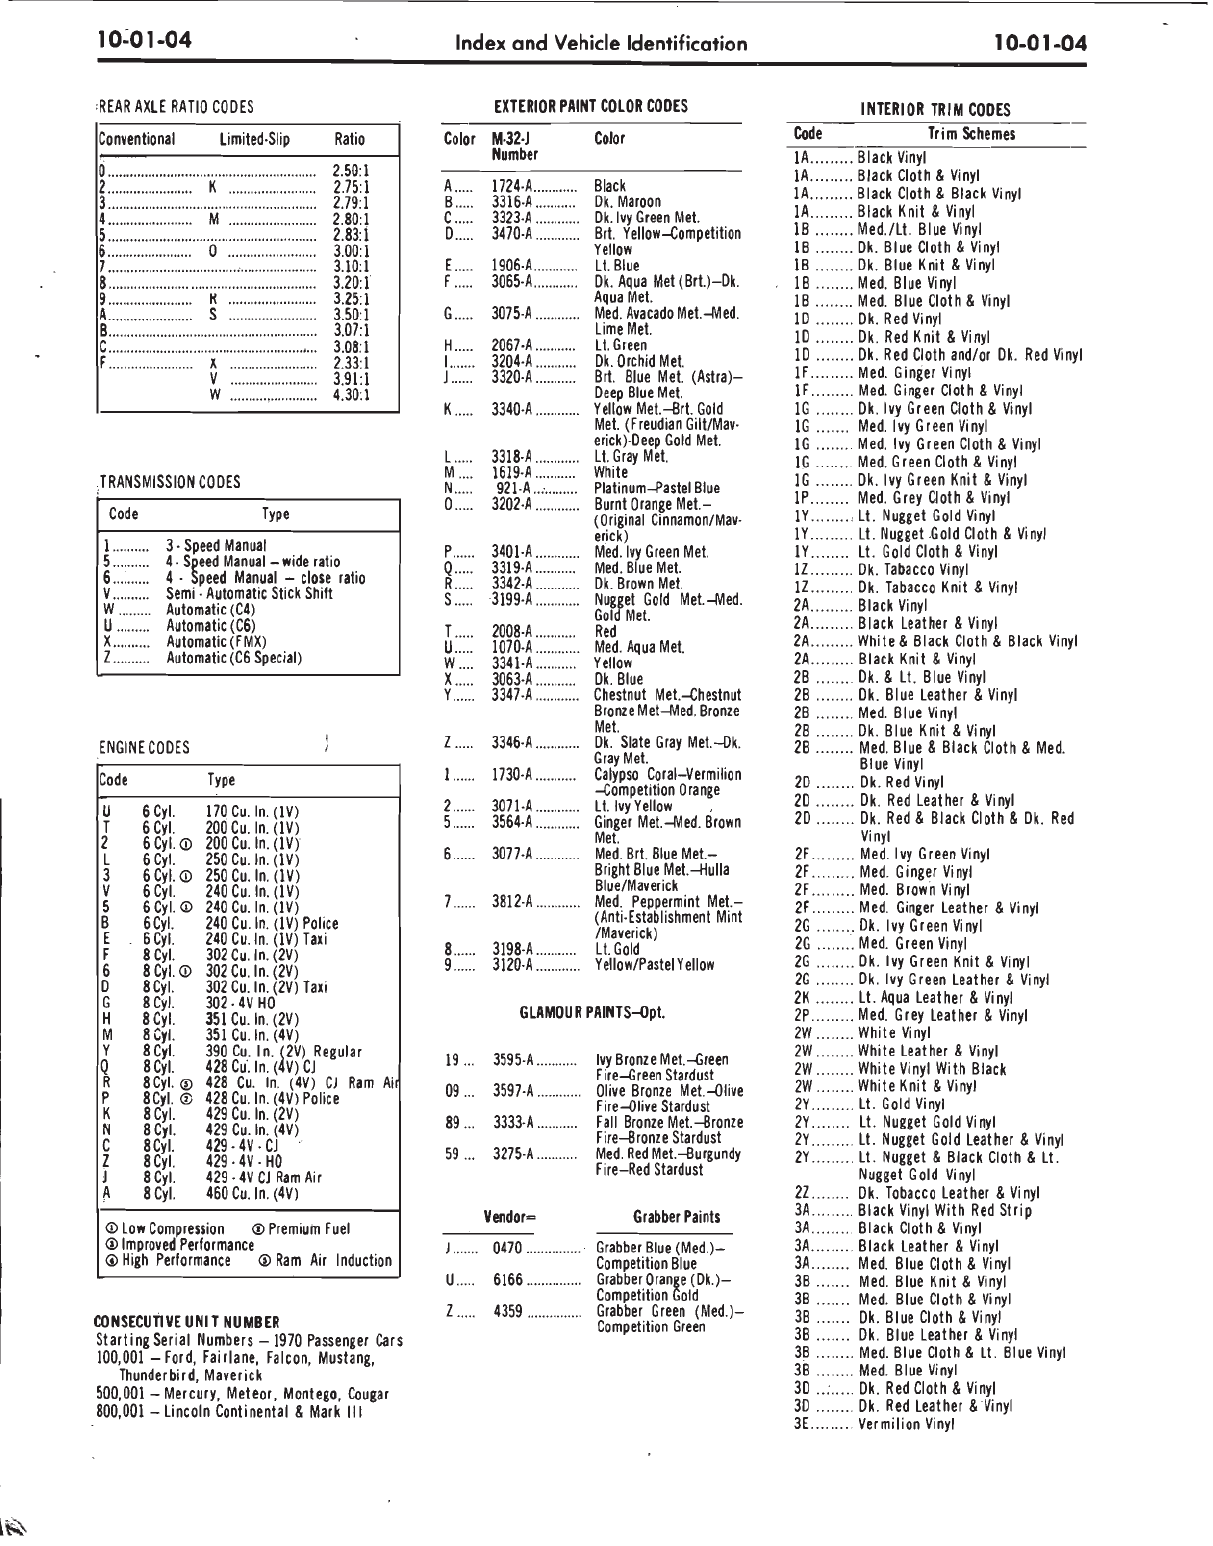 10-01-04 Index and Vehicle Identification 10-01-04
REAR AXLE RATIO CODES
Conventional Limited-Slip Ratio
0 2.50:1
2 K 2.75:1
3 2.79:1
4 M 2.80:1
5 2.83:1
6 O 3.00:1
7 3.10:1
8 3.20:1
9 R 3.25:1
A S 3.50:1
B 3.07:1
C 3.08:1
F X 2.33:1
V 3.91:1
W 4.30:1
TRANSMISSION CODES
Code Type
1 3 - Speed Manual
5 4 - Speed Manual – wide ratio
6 4 - Speed Manual – close ratio
V Semi - Automatic Stick Shift
W Automatic (C4)
U Automatic (C6)
X Automatic (FMX)
Z Automatic (C6 Special)
ENGINE CODES
Code Type
U 6 Cyl. 170 Cu. In. (1V)
T 6 Cyl. 200 Cu. In. (1V)
2 6 Cyl. ① 200 Cu. In. (1V)
L 6 Cyl. 250 Cu. In. (1V)
3 6 Cyl. ① 250 Cu. In. (1V)
V 6 Cyl. 240 Cu. In. (1V)
5 6 Cyl. ① 240 Cu. In. (1V)
B 6 Cyl. 240 Cu. In. (1V) Police
E 6 Cyl. 240 Cu. In. (1V) Taxi
F 8 Cyl. 302 Cu. In. (2V)
6 8 Cyl. ① 302 Cu. In. (2V)
D 8 Cyl. 302 Cu. In. (2V) Taxi
G 8 Cyl. 302 - 4V HO
H 8 Cyl. 351 Cu. In. (2V)
M 8 Cyl. 351 Cu. In. (4V)
Y 8 Cyl. 390 Cu. In. (2V) Regular
Q 8 Cyl. 428 Cu. In. (4V) CJ
R 8 Cyl. 428 Cu. In. (4V) CJ Ram Air
P 8 Cyl. 428 Cu. In. (4V) Police
K 8 Cyl. 429 Cu. In. (2V)
N 8 Cyl. 429 Cu. In. (4V)
C 8 Cyl. 429 - 4V - CJ
Z 8 Cyl. 429 - 4V - HO
J 8 Cyl. 429 - 4V CJ Ram Air
A 8 Cyl. 460 Cu. In. (4V)
① Low Compression Premium Fuel
Improved Performance
High Performance Ram Air Induction
CONSECUTIVE UNIT NUMBER
Starting Serial Numbers – 1970 Passenger Cars
100,001 – Ford, Fairlane, Falcon, Mustang,
Thunderbird, Maverick
500,001 – Mercury, Meteor, Montego, Cougar
800,001 – Lincoln Continental & Mark III
EXTERIOR PAINT COLOR CODES
Color M-32-J Color
Number
A 1724-A Black
B 3316-A Dk. Maroon
C 3323-A Dk. Ivy Green Met.
D 3470-A Brt. Yellow–Competition
Yellow
E 1906-A Lt. Blue
F 3065-A Dk. Aqua Met (Brt.)–Dk.
Aqua Met.
G 3075-A Med. Avacado Met.–Med.
Lime Met.
H 2067-A Lt. Green
I 3204-A Dk. Orchid Met.
J 3320-A Brt. Blue Met. (Astra)–
Deep Blue Met.
K 3340-A Yellow Met.–Brt. Gold
Met. (Freudian Gilt/Mav-
erick)-Deep Gold Met.
L 3318-A Lt. Gray Met.
M 1619-A White
N 921-A Platinum–Pastel Blue
O 3202-A Burnt Orange Met.–
(Original Cinnamon/Mav-
erick)
P 3401-A Med. Ivy Green Met.
Q 3319-A Med. Blue Met.
R 3342-A Dk. Brown Met.
S 3199-A Nugget Gold Met.–Med.
Gold Met.
T 2008-A Red
U 1070-A Med. Aqua Met.
W 3341-A Yellow
X 3063-A Dk. Blue
Y 3347-A Chestnut Met.–Chestnut
Bronze Met–Med. Bronze
Met.
Z 3346-A Dk. Slate Gray Met.–Dk.
Gray Met.
1 1730-A Calypso Coral–Vermilion
–Competition Orange
2 3071-A Lt. Ivy Yellow
5 3564-A Ginger Met.–Med. Brown
Met.
6 3077-A Med. Brt. Blue Met.–
Bright Blue Met.–Hulla
Blue/Maverick
7 3812-A Med. Peppermint Met.–
(Anti-Establishment Mint
/Maverick)
8 3198-A Lt. Gold
9 3120-A Yellow/Pastel Yellow
GLAMOUR PAINTS–Opt.
19 3595-A Ivy Bronze Met.–Green
Fire–Green Stardust
09 3597-A Olive Bronze Met.–Olive
Fire–Olive Stardust
89 3333-A Fall Bronze Met.–Bronze
Fire–Bronze Stardust
59 3275-A Med. Red Met.–Burgundy
Fire–Red Stardust
Vendor= Grabber Paints
J 0470 Grabber Blue (Med.)–
Competition Blue
U 6166 Grabber Orange (Dk.)–
Competition Gold
Z 4359 Grabber Green (Med.)–
Competition Green
INTERIOR TRIM CODES
Code Trim Schemes
1A Black Vinyl
1A Black Cloth & Vinyl
1A Black Cloth & Black Vinyl
1A Black Knit & Vinyl
1B Med./Lt. Blue Vinyl
1B Dk. Blue Cloth & Vinyl
1B Dk. Blue Knit & Vinyl
1B Med. Blue Vinyl
1B Med. Blue Cloth & Vinyl
1D Dk. Red Vinyl
1D Dk. Red Knit & Vinyl
1D Dk. Red Cloth and/or Dk. Red Vinyl
1F Med. Ginger Vinyl
1F Med. Ginger Cloth & Vinyl
1G Dk. Ivy Green Cloth & Vinyl
1G Med. Ivy Green Vinyl
1G Med. Ivy Green Cloth & Vinyl
1G Med. Green Cloth & Vinyl
1G Dk. Ivy Green Knit & Vinyl
1P Med. Grey Cloth & Vinyl
1Y Lt. Nugget Gold Vinyl
1Y Lt. Nugget Gold Cloth & Vinyl
1Y Lt. Gold Cloth & Vinyl
1Z Dk. Tabacco Vinyl
1Z Dk. Tabacco Knit & Vinyl
2A Black Vinyl
2A Black Leather & Vinyl
2A White & Black Cloth & Black Vinyl
2A Black Knit & Vinyl
2B Dk. & Lt. Blue Vinyl
2B Dk. Blue Leather & Vinyl
2B Med. Blue Vinyl
2B Dk. Blue Knit & Vinyl
2B Med. Blue & Black Cloth & Med.
Blue Vinyl
2D Dk. Red Vinyl
2D Dk. Red Leather & Vinyl
2D Dk. Red & Black Cloth & Dk. Red
Vinyl
2F Med. Ivy Green Vinyl
2F Med. Ginger Vinyl
2F Med. Brown Vinyl
2F Med. Ginger Leather & Vinyl
2G Dk. Ivy Green Vinyl
2G Med. Green Vinyl
2G Dk. Ivy Green Knit & Vinyl
2G Dk. Ivy Green Leather & Vinyl
2K Lt. Aqua Leather & Vinyl
2P Med. Grey Leather & Vinyl
2W White Vinyl
2W White Leather & Vinyl
2W White Vinyl With Black
2W White Knit & Vinyl
2Y Lt. Gold Vinyl
2Y Lt. Nugget Gold Vinyl
2Y Lt. Nugget Gold Leather & Vinyl
2Y Lt. Nugget & Black Cloth & Lt.
Nugget Gold Vinyl
2Z Dk. Tobacco Leather & Vinyl
3A Black Vinyl With Red Strip
3A Black Cloth & Vinyl
3A Black Leather & Vinyl
3A Med. Blue Cloth & Vinyl
3B Med. Blue Knit & Vinyl
3B Med. Blue Cloth & Vinyl
3B Dk. Blue Cloth & Vinyl
3B Dk. Blue Leather & Vinyl
3B Med. Blue Cloth & Lt. Blue Vinyl
3B Med. Blue Vinyl
3D Dk. Red Cloth & Vinyl
3D Dk. Red Leather & Vinyl
3E Vermilion Vinyl